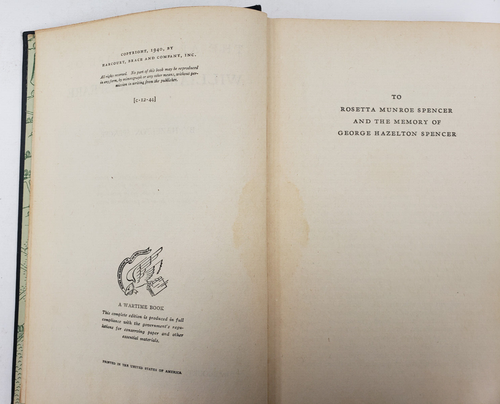 COPYRIGHT, 1940, BY
HARCOURT, BRACE AND COMPANY, INC.
All rights reserved. No part of this book may be reproduced
in any form, by mimeograph or any other means, without per-
mission in writing from the publisher.
A WARTIME BOOK
This complete edition is produced in full
compliance with the government's regu-
lations for conserving paper and other
essential materials.
PRINTED IN THE UNITED STATES OF AMERICA.
TO
ROSETTA MUNROE SPENCER
AND THE MEMORY OF
GEORGE HAZELTON SPENCER